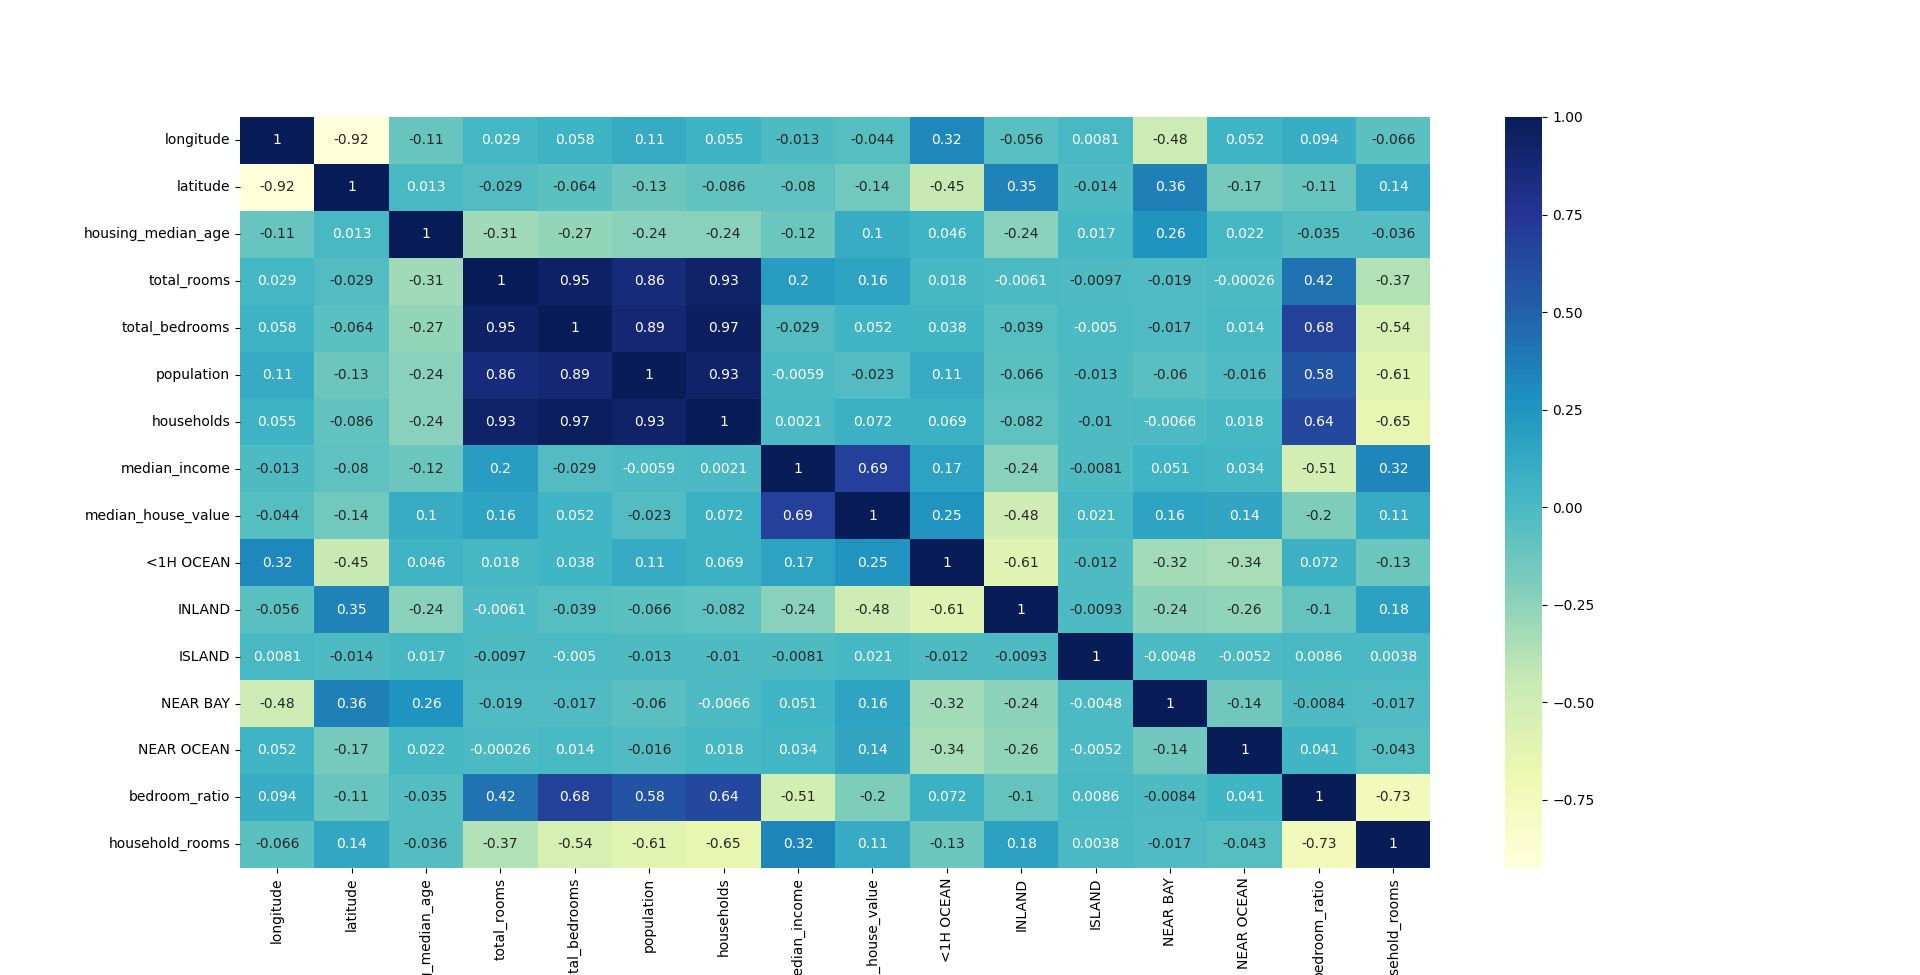 longitude 1 -0.92 -0.11 0.029 0.058 0.11 0.055 -0.013 -0.044 0.32 -0.056 0.0081 -0.48 0.052 0.094 -0.066
latitude -0.92 1 0.013 -0.029 -0.064 -0.13 -0.086 -0.08 -0.14 -0.45 0.35 -0.014 0.36 -0.17 -0.11 0.14
housing_median_age -0.11 0.013 1 -0.31 -0.27 -0.24 -0.24 -0.12 0.1 0.046 -0.24 0.017 0.26 0.022 -0.035 -0.036
total_rooms 0.029 -0.029 -0.31 1 0.95 0.86 0.93 0.2 0.16 0.018 -0.0061 -0.0097 -0.019 -0.00026 0.42 -0.37
total_bedrooms 0.058 -0.064 -0.27 0.95 1 0.89 0.97 -0.029 0.052 0.038 -0.039 -0.005 -0.017 0.014 0.68 -0.54
population 0.11 -0.13 -0.24 0.86 0.89 1 0.93 -0.0059 -0.023 0.11 -0.066 -0.013 -0.06 -0.016 0.58 -0.61
households 0.055 -0.086 -0.24 0.93 0.97 0.93 1 0.0021 0.072 0.069 -0.082 -0.01 -0.0066 0.018 0.64 -0.65
median_income -0.013 -0.08 -0.12 0.2 -0.029 -0.0059 0.0021 1 0.69 0.17 -0.24 -0.0081 0.051 0.034 -0.51 0.32
median_house_value -0.044 -0.14 0.1 0.16 0.052 -0.023 0.072 0.69 1 0.25 -0.48 0.021 0.16 0.14 -0.2 0.11
<1H OCEAN 0.32 -0.45 0.046 0.018 0.038 0.11 0.069 0.17 0.25 1 -0.61 -0.012 -0.32 -0.34 0.072 -0.13
INLAND -0.056 0.35 -0.24 -0.0061 -0.039 -0.066 -0.082 -0.24 -0.48 -0.61 1 -0.0093 -0.24 -0.26 -0.1 0.18
ISLAND 0.0081 -0.014 0.017 -0.0097 -0.005 -0.013 -0.01 -0.0081 0.021 -0.012 -0.0093 1 -0.0048 -0.0052 0.0086 0.0038
NEAR BAY -0.48 0.36 0.26 -0.019 -0.017 -0.06 -0.0066 0.051 0.16 -0.32 -0.24 -0.0048 1 -0.14 -0.0084 -0.017
NEAR OCEAN 0.052 -0.17 0.022 -0.00026 0.014 -0.016 0.018 0.034 0.14 -0.34 -0.26 -0.0052 -0.14 1 0.041 -0.043
bedroom_ratio 0.094 -0.11 -0.035 0.42 0.68 0.58 0.64 -0.51 -0.2 0.072 -0.1 0.0086 -0.0084 0.041 1 -0.73
household_rooms -0.066 0.14 -0.036 -0.37 -0.54 -0.61 -0.65 0.32 0.11 -0.13 0.18 0.0038 -0.017 -0.043 -0.73 1
longitude
latitude
_median_age
total_rooms
tal_bedrooms
population
households
edian_income
_house_value
<1H OCEAN
INLAND
ISLAND
NEAR BAY
NEAR OCEAN
bedroom_ratio
sehold_rooms
1.00
0.75
0.50
0.25
0.00
−0.25
−0.50
−0.75